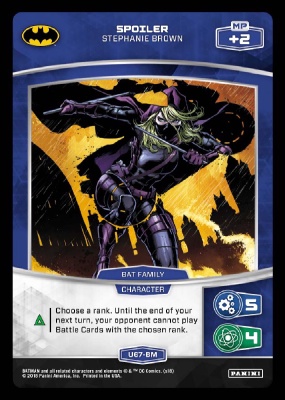 SPOILER
STEPHANIE BROWN
MP
+2
BAT FAMILY
CHARACTER
Choose a rank. Until the end of your
next turn, your opponent cannot play
Battle Cards with the chosen rank.
5
4
U67-BM
BATMAN and all related characters and elements © & ™ DC Comics. (s19)
© 2019 Panini America, Inc. Printed in the USA.
PANINI